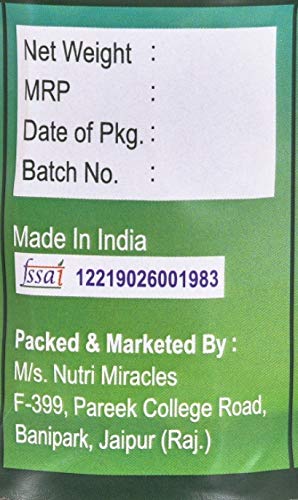 Net Weight :
MRP :
Date of Pkg. :
Batch No. :
Made In India
fssai 12219026001983
Packed & Marketed By :
M/s. Nutri Miracles
F-399, Pareek College Road,
Banipark, Jaipur (Raj.)